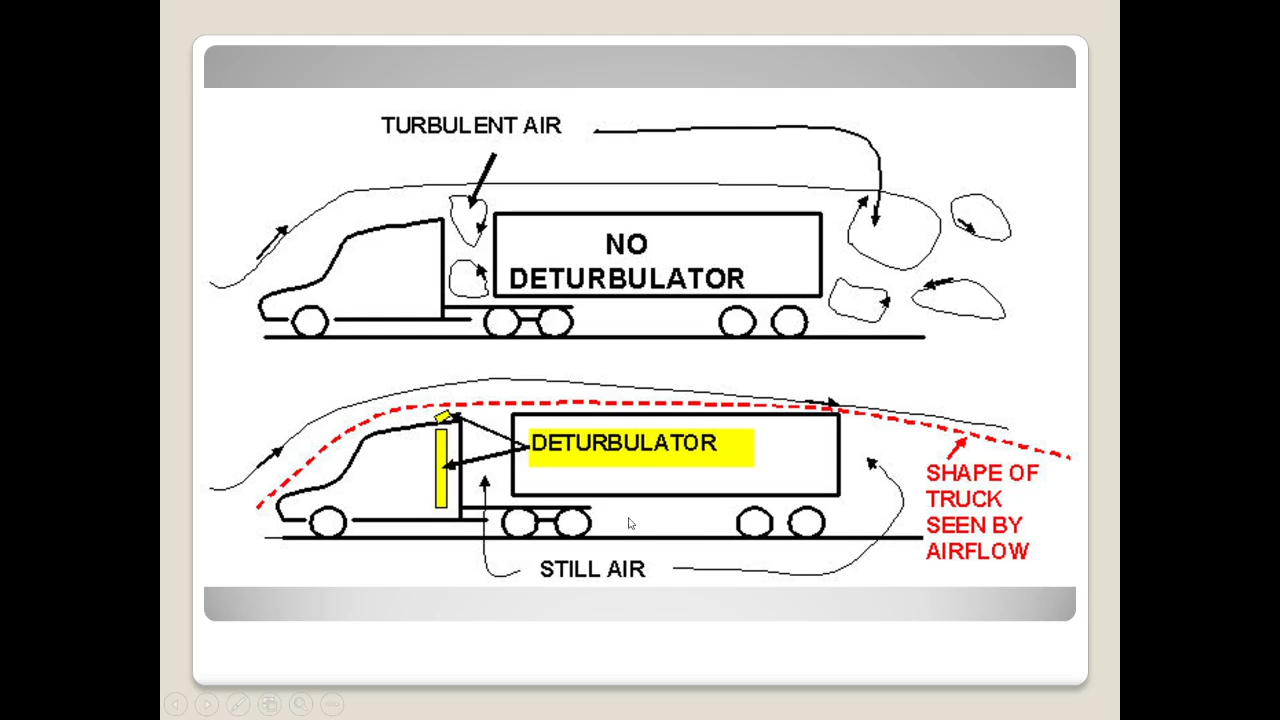 TURBULENT AIR
NO
DETURBULATOR
DETURBULATOR
SHAPE OF
TRUCK
SEEN BY
AIRFLOW
STILL AIR